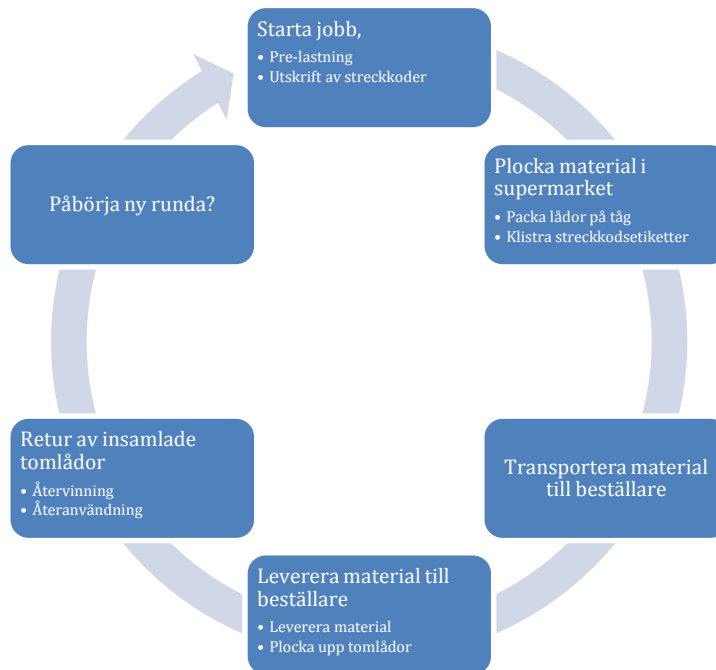 Starta jobb,
• Pre-lastning
• Utskrift av streckkoder
Plocka material i
supermarket
• Packa lådor på tåg
• Klistra streckkodsetiketter
Transportera material
till beställare
Leverera material till
beställare
• Leverera material
• Plocka upp tomlådor
Retur av insamlade
tomlådor
• Återvinning
• Återanvändning
Påbörja ny runda?